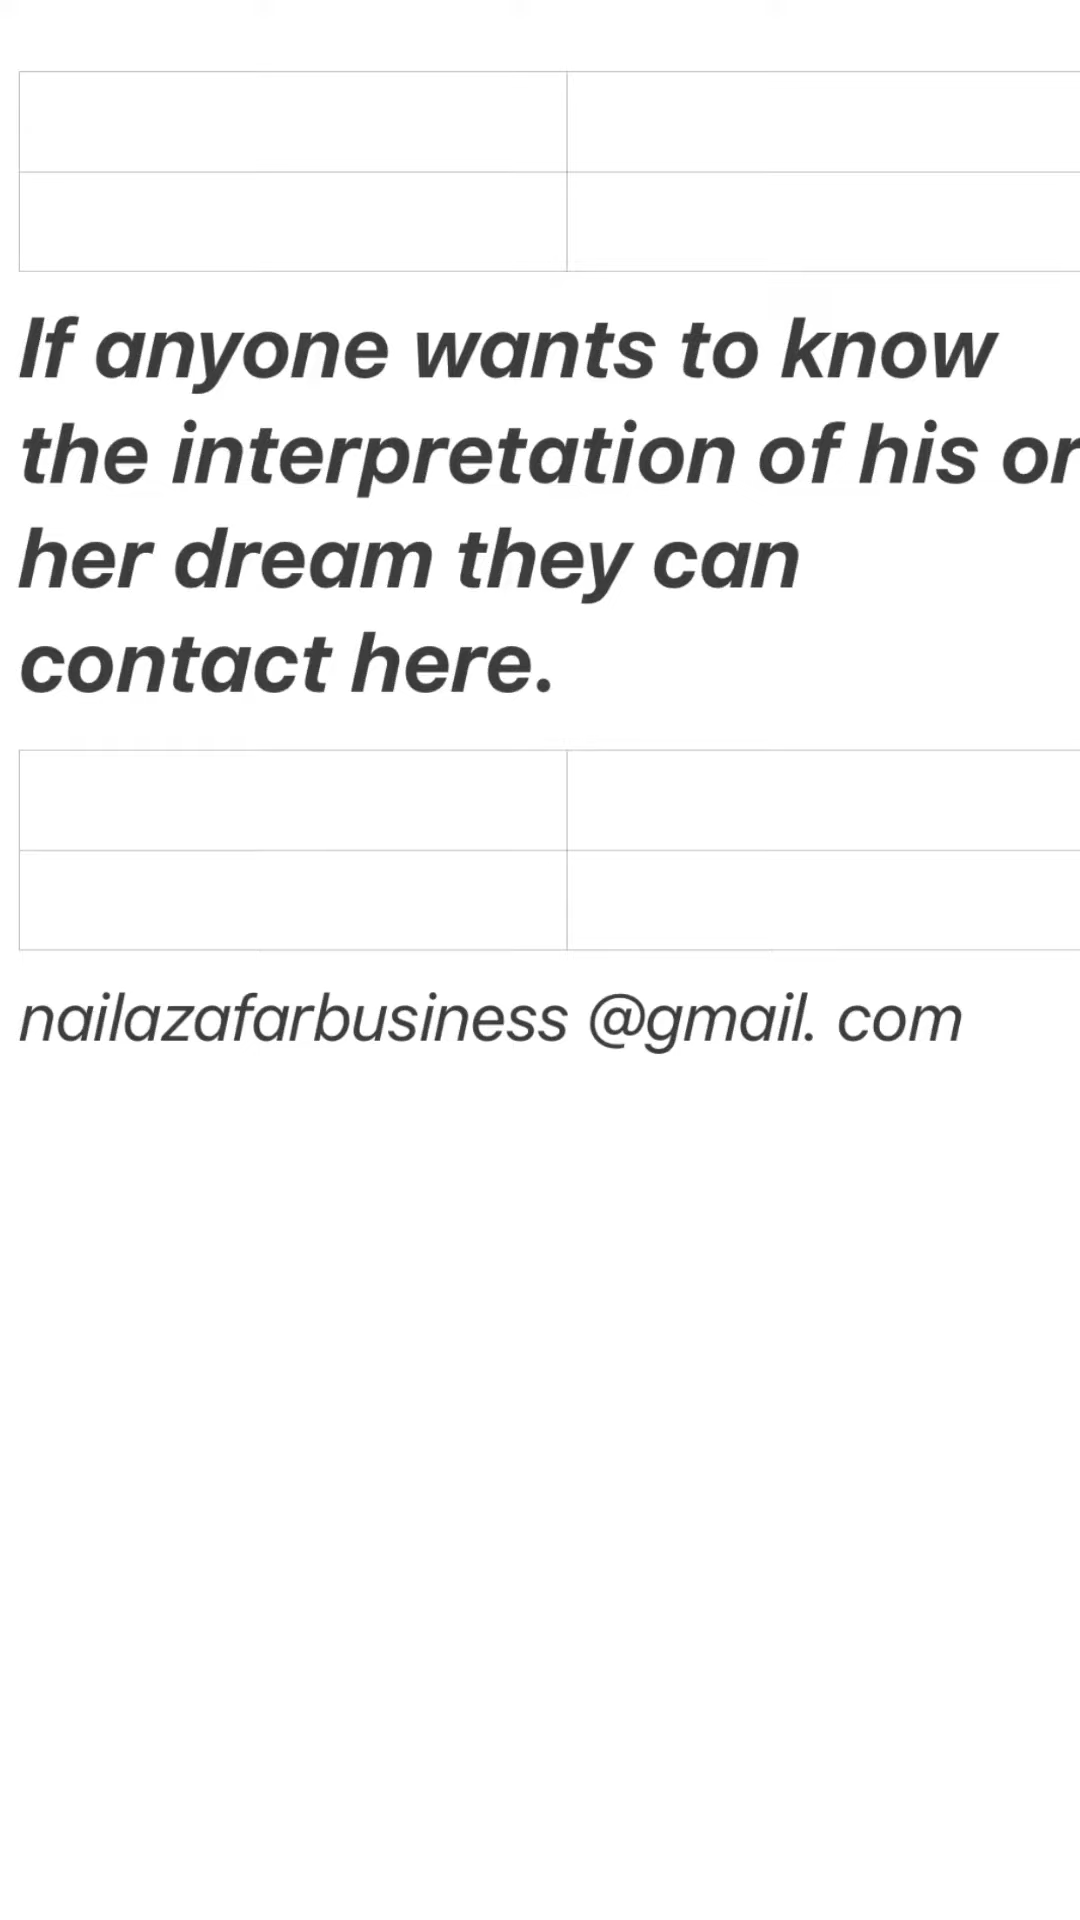 If anyone wants to know
the interpretation of his or
her dream they can
contact here.
nailazafarbusiness @gmail. com